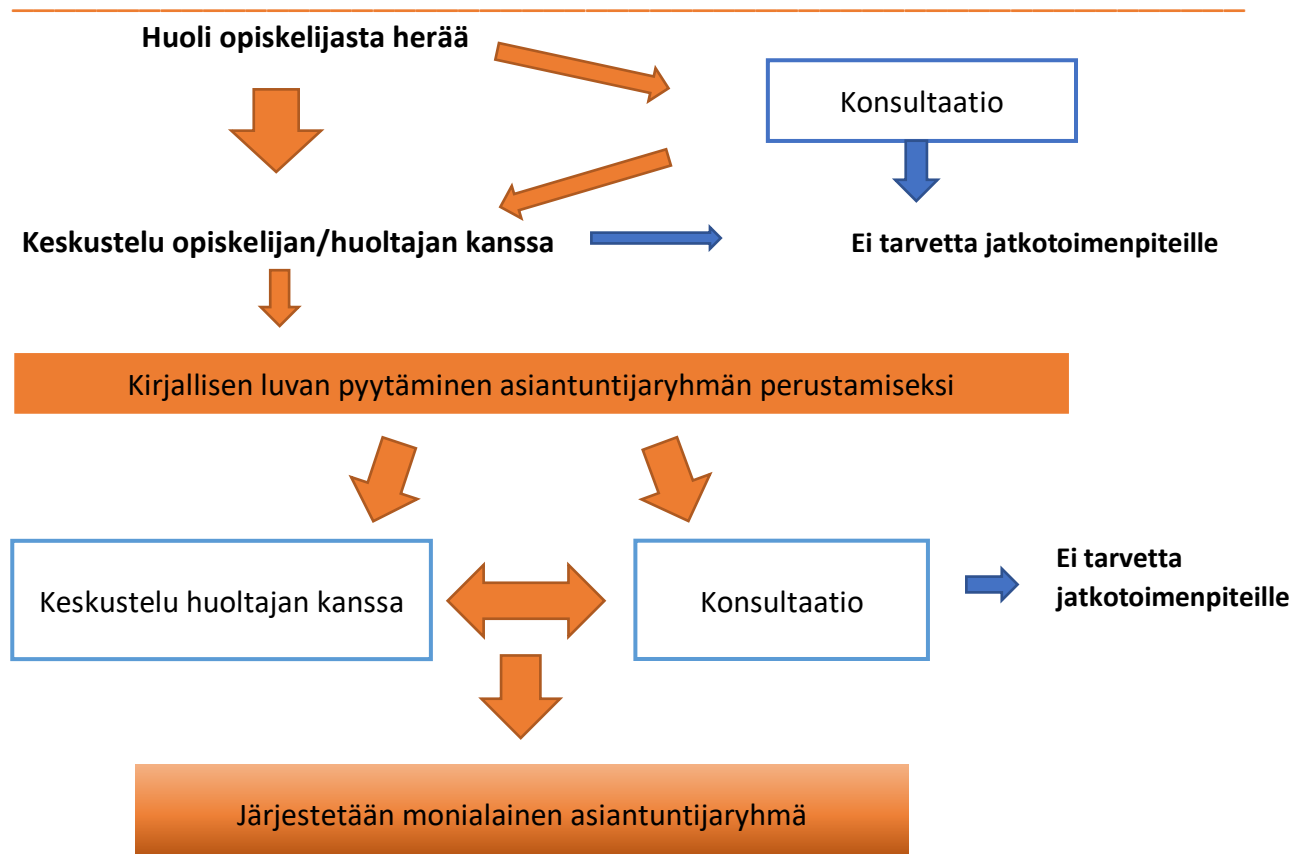 Huoli opiskelijasta herää
Konsultaatio
Keskustelu opiskelijan/huoltajan kanssa
Ei tarvetta jatkotoimenpiteille
Kirjallisen luvan pyytäminen asiantuntijaryhmän perustamiseksi
Keskustelu huoltajan kanssa
Konsultaatio
Ei tarvetta
jatkotoimenpiteille
Järjestetään monialainen asiantuntijaryhmä